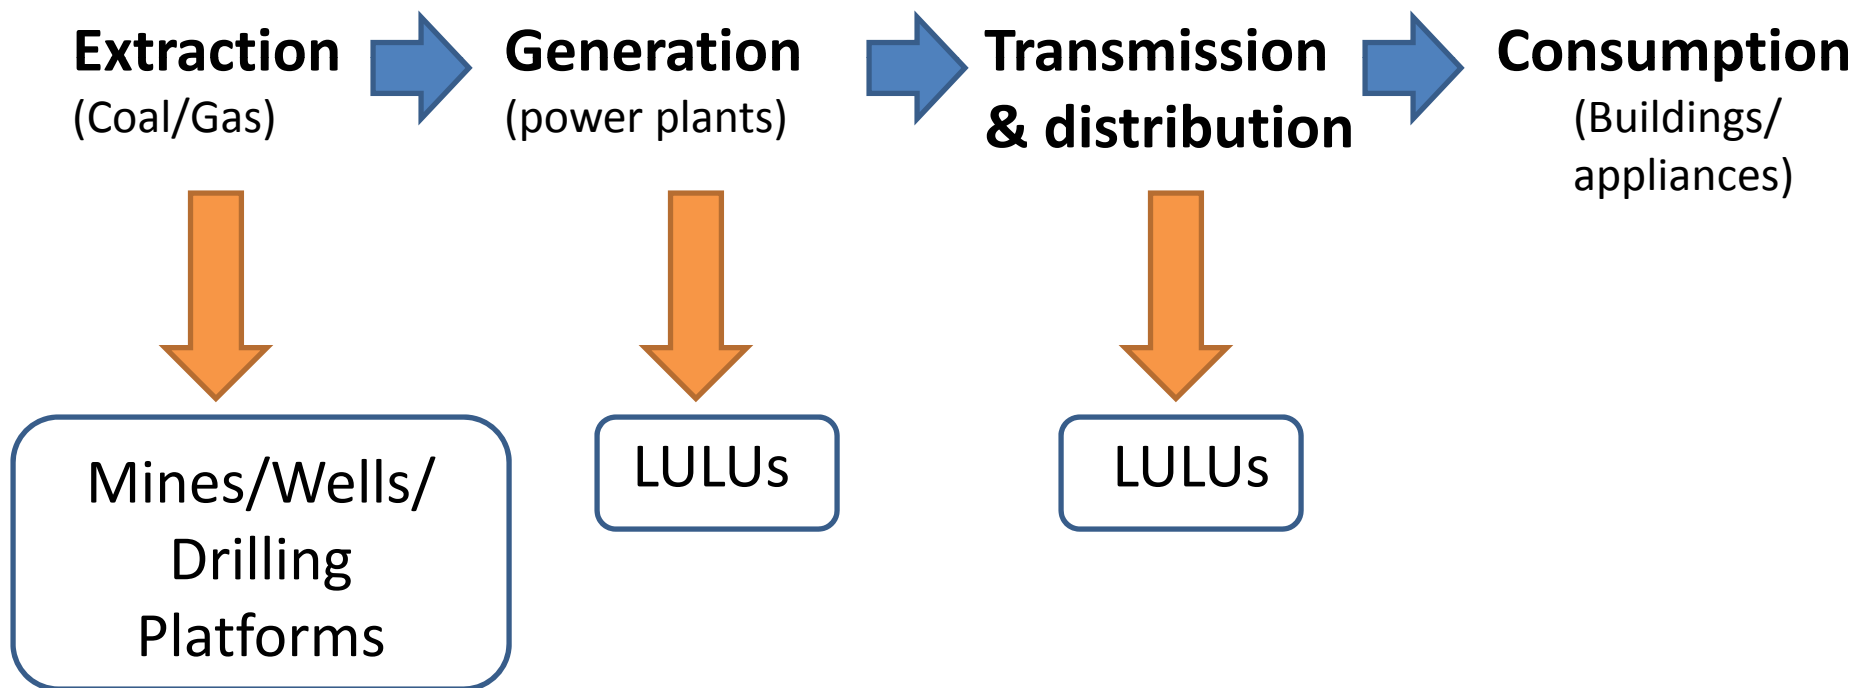 Extraction
(Coal/Gas)
Generation
(power plants)
Transmission
& distribution
Consumption
(Buildings/
appliances)
Mines/Wells/
Drilling
Platforms
LULUs
LULUs